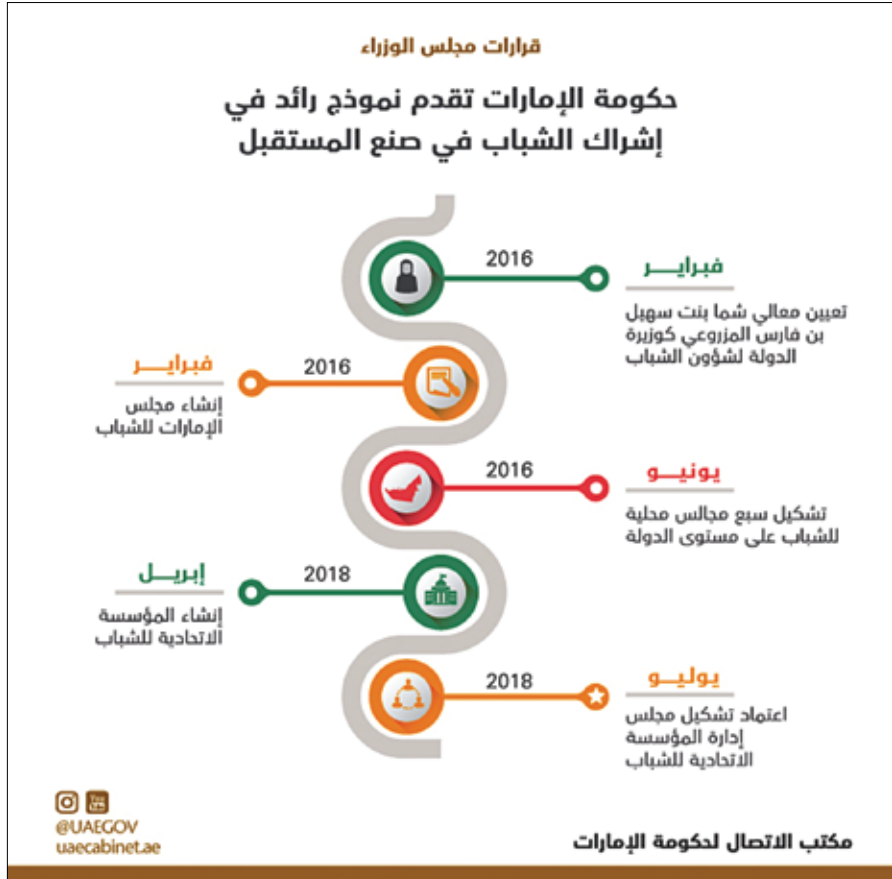 قرارات مجلس الوزراء
حكومة الإمارات تقدم نموذج رائد في
إشراك الشباب في صنع المستقبل
2016
فبرايـــر
تعيين معالي شما بنت سهيل
بن فارس المزروعي كوزيرة
الدولة لشؤون الشباب
2016
فبرايـــر
إنشاء مجلس
الإمارات للشباب
2016
يونيـــو
تشكيل سبع مجالس محلية
للشباب على مستوى الدولة
2018
إبريـــل
إنشاء المؤسسة
الاتحادية للشباب
2018
يوليـــو
اعتماد تشكيل مجلس
إدارة المؤسسة
الاتحادية للشباب
You Tube
@UAEGOV
uaecabinet.ae
مكتب الاتصال لحكومة الإمارات